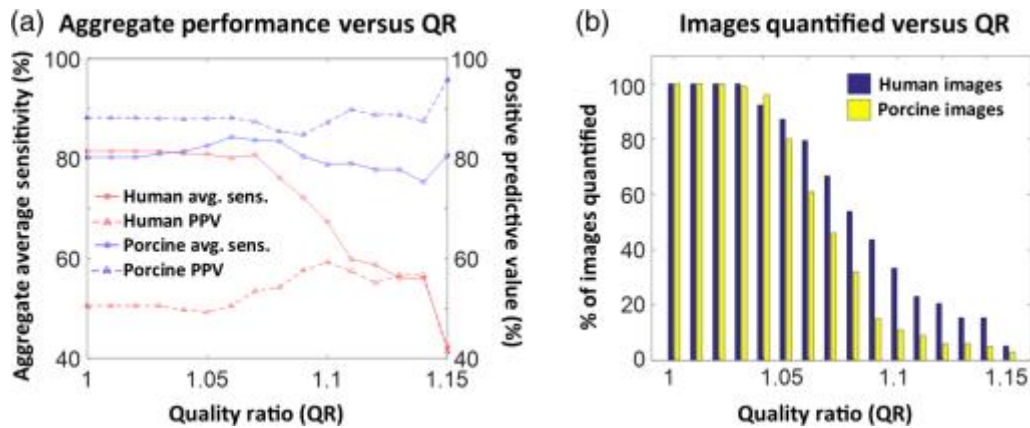 (a) Aggregate performance versus QR
Aggregate average sensitivity (%)
100
80
60
40
Human avg. sens.
Human PPV
Porcine avg. sens.
Porcine PPV
100
80
60
40
Positive predictive value (%)
1 1.05 1.1 1.15
Quality ratio (QR)
(b) Images quantified versus QR
% of images quantified
100
80
60
40
20
0
Human images
Porcine images
1 1.05 1.1 1.15
Quality ratio (QR)